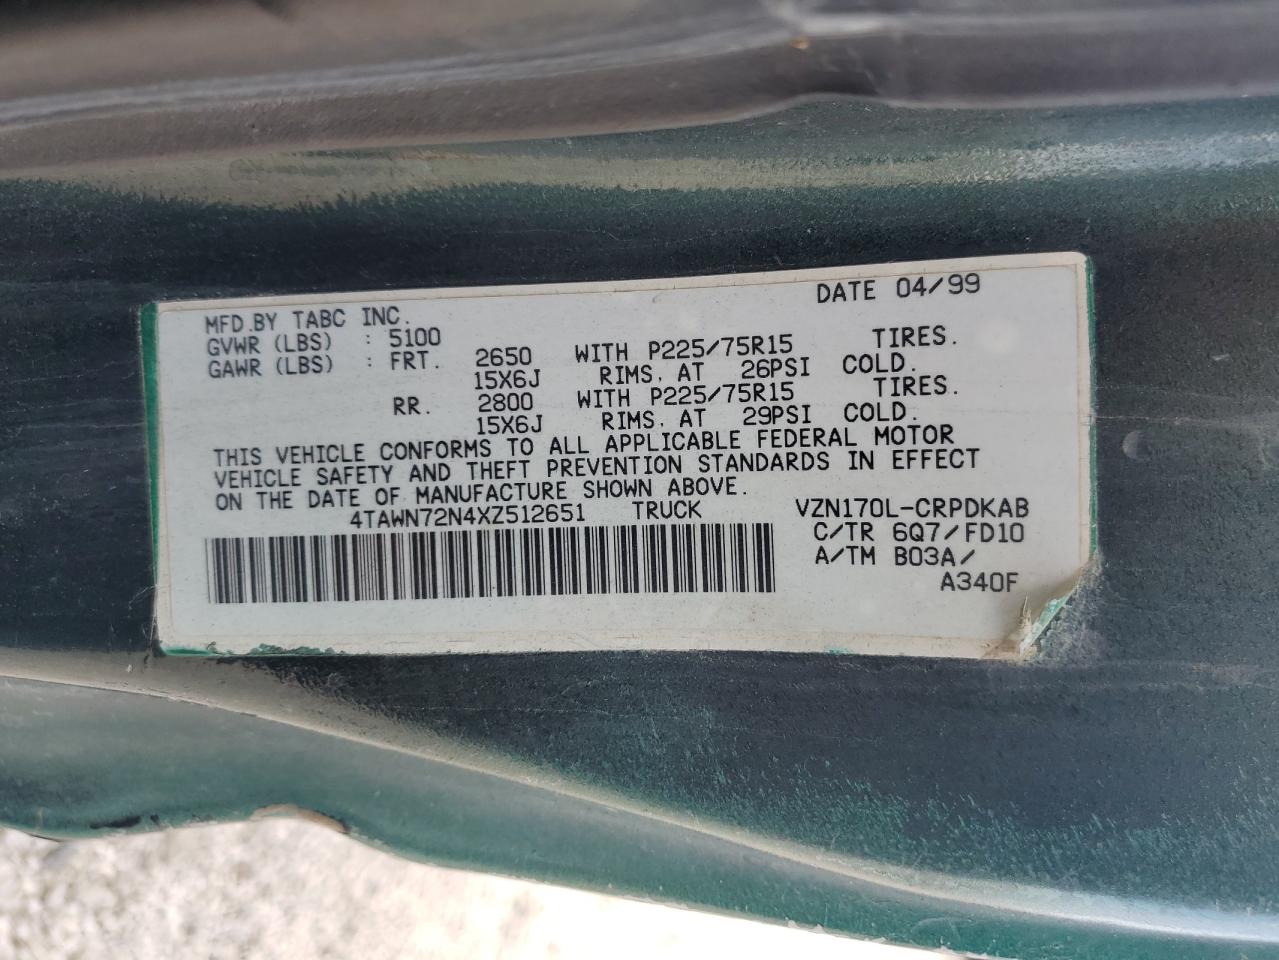 DATE 04/99
MFD.BY TABC INC.
GVWR (LBS) : 5100
GAWR (LBS) : FRT. 2650 WITH P225/75R15 TIRES.
15X6J RIMS, AT 26PSI COLD.
RR. 2800 WITH P225/75R15 TIRES.
15X6J RIMS, AT 29PSI COLD.
THIS VEHICLE CONFORMS TO ALL APPLICABLE FEDERAL MOTOR
VEHICLE SAFETY AND THEFT PREVENTION STANDARDS IN EFFECT
ON THE DATE OF MANUFACTURE SHOWN ABOVE.
4TAWN72N4XZ512651 TRUCK VZN170L-CRPDKAB
C/TR 6Q7/FD10
A/TM B03A/
A340F